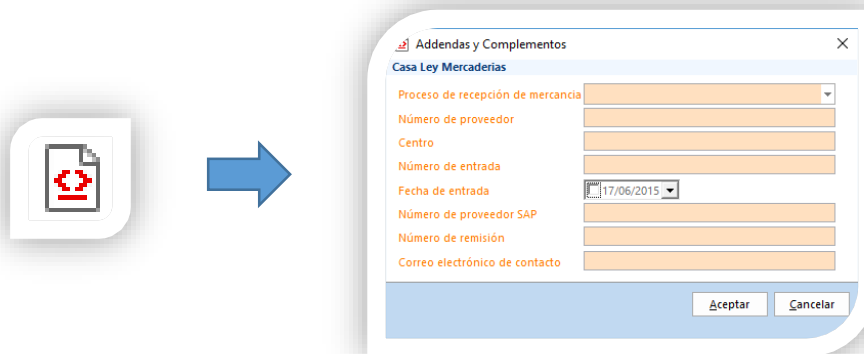 Addendas y Complementos
Casa Ley Mercaderias
Proceso de recepción de mercancia
Número de proveedor
Centro
Número de entrada
Fecha de entrada 17/06/2015
Número de proveedor SAP
Número de remisión
Correo electrónico de contacto
Aceptar Cancelar